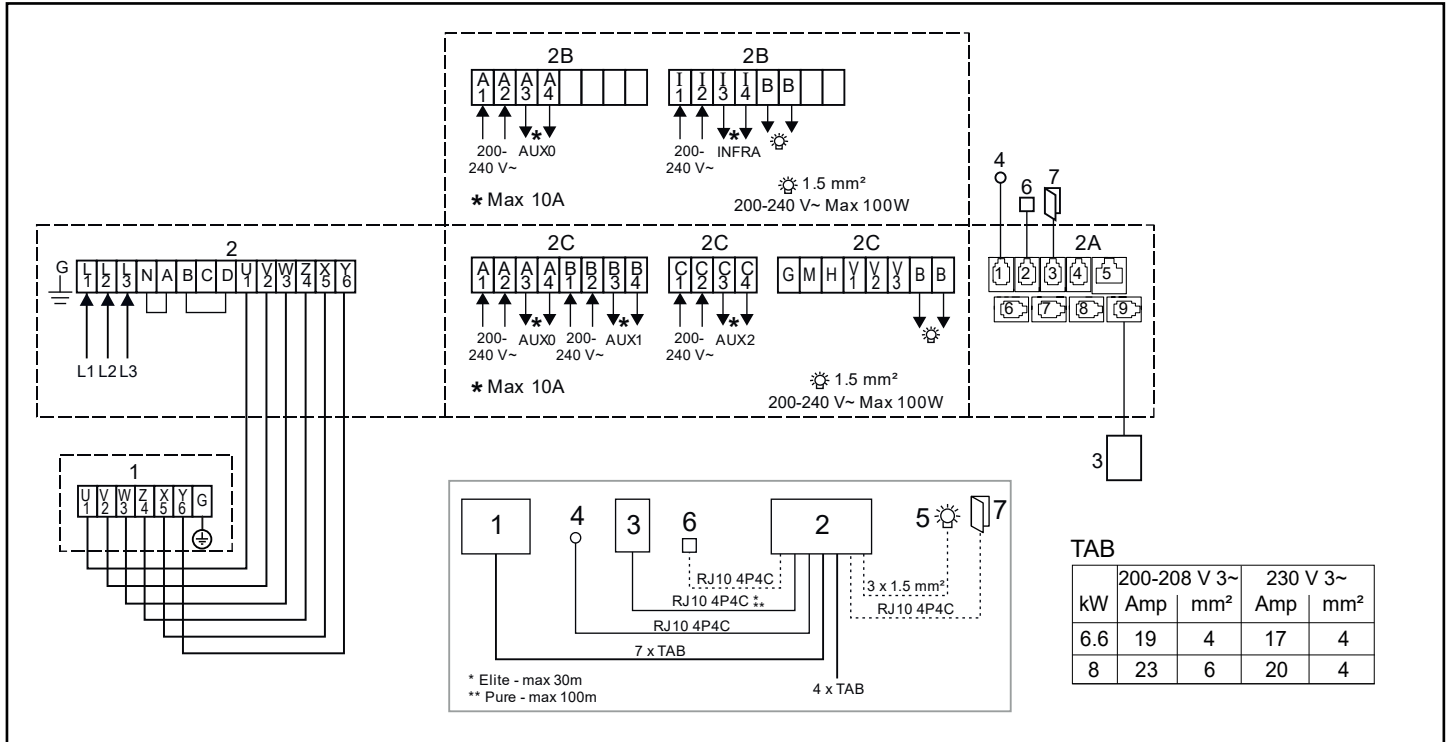 2B
A1 A2 A3 A4
200-240 V~
AUX0
*
* Max 10A
2B
I1 I2 I3 I4 B B
200-240 V~
INFRA
*
1.5 mm²
200-240 V~ Max 100W
4
6
7
2
G L1 L2 L3 N A B C D U1 V2 W3 Z4 X5 Y6
L1 L2 L3
2C
A1 A2 A3 A4 B1 B2 B3 B4
200-240 V~
AUX0
*
200-240 V~
AUX1
*
* Max 10A
2C
C1 C2 C3 C4
200-240 V~
AUX2
*
2C
G M H V1 V2 V3 B B
1.5 mm²
200-240 V~ Max 100W
2A
1 2 3 4 5
6 7 8 9
3
1
U1 V2 W3 Z4 X5 Y6 G
1
4
3
6
2
5
7
RJ10 4P4C
RJ10 4P4C * **
RJ10 4P4C
7 x TAB
4 x TAB
3 x 1.5 mm²
RJ10 4P4C
* Elite - max 30m
** Pure - max 100m
TAB
200-208 V 3~ 230 V 3~
kW Amp mm² Amp mm²
6.6 19 4 17 4
8 23 6 20 4